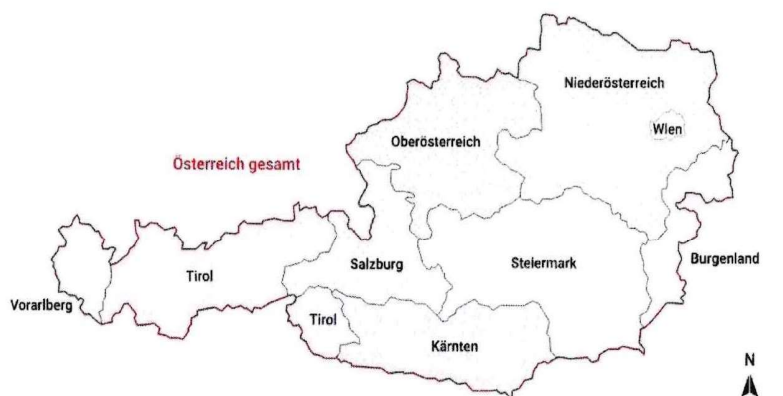 Niederösterreich
Wien
Oberösterreich
Österreich gesamt
Burgenland
Salzburg
Steiermark
Tirol
Vorarlberg
Tirol
Kärnten
N